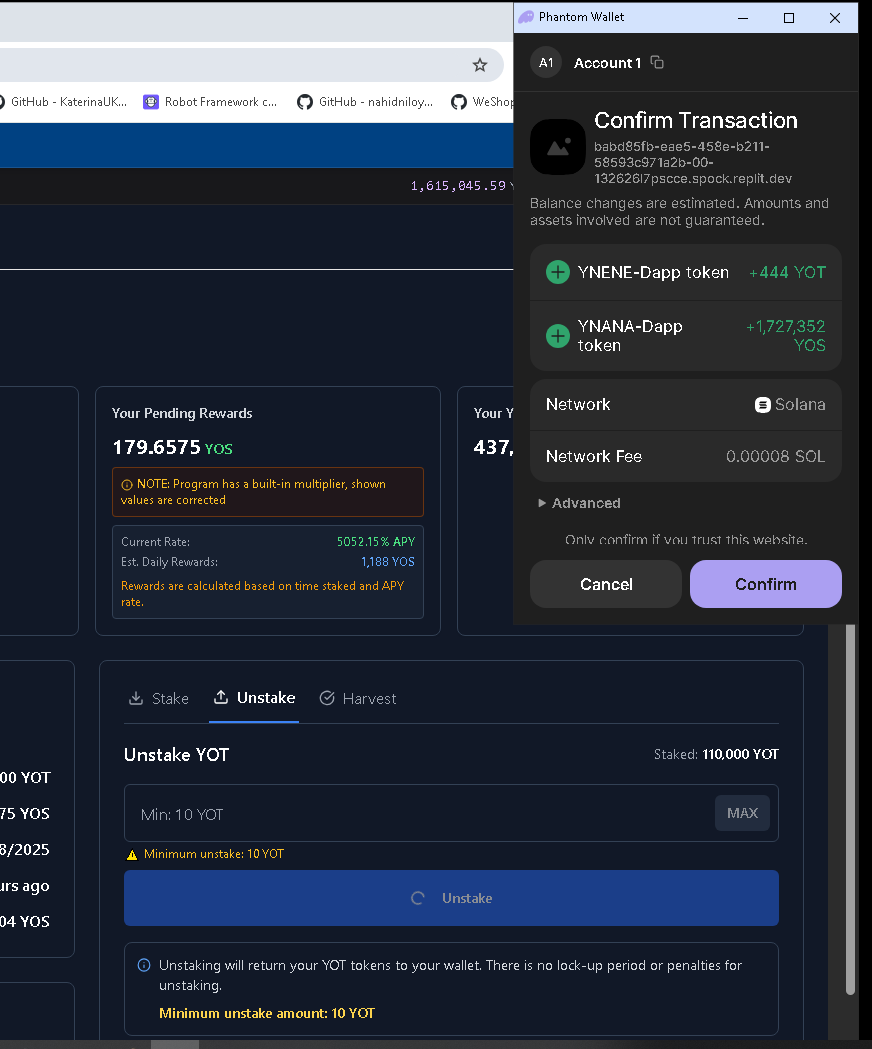 Phantom Wallet
A1 Account 1
GitHub - KaterinaUK...
Robot Framework c...
GitHub - nahidniloy...
WeShop
1,615,045.59
Confirm Transaction
babd85fb-eae5-458e-b211-
58593c971a2b-00-
132626l7pscce.spock.replit.dev
Balance changes are estimated. Amounts and
assets involved are not guaranteed.
YNENE-Dapp token +444 YOT
YNANA-Dapp
token
+1,727,352
YOS
Network Solana
Network Fee 0.00008 SOL
Advanced
Only confirm if you trust this website.
Cancel Confirm
Your Pending Rewards
179.6575 YOS
NOTE: Program has a built-in multiplier, shown
values are corrected
Current Rate: 5052.15% APY
Est. Daily Rewards: 1,188 YOS
Rewards are calculated based on time staked and APY
rate.
Your Y
437,
00 YOT
75 YOS
8/2025
urs ago
04 YOS
Stake Unstake Harvest
Unstake YOT Staked: 110,000 YOT
Min: 10 YOT MAX
Minimum unstake: 10 YOT
Unstake
Unstaking will return your YOT tokens to your wallet. There is no lock-up period or penalties for
unstaking.
Minimum unstake amount: 10 YOT